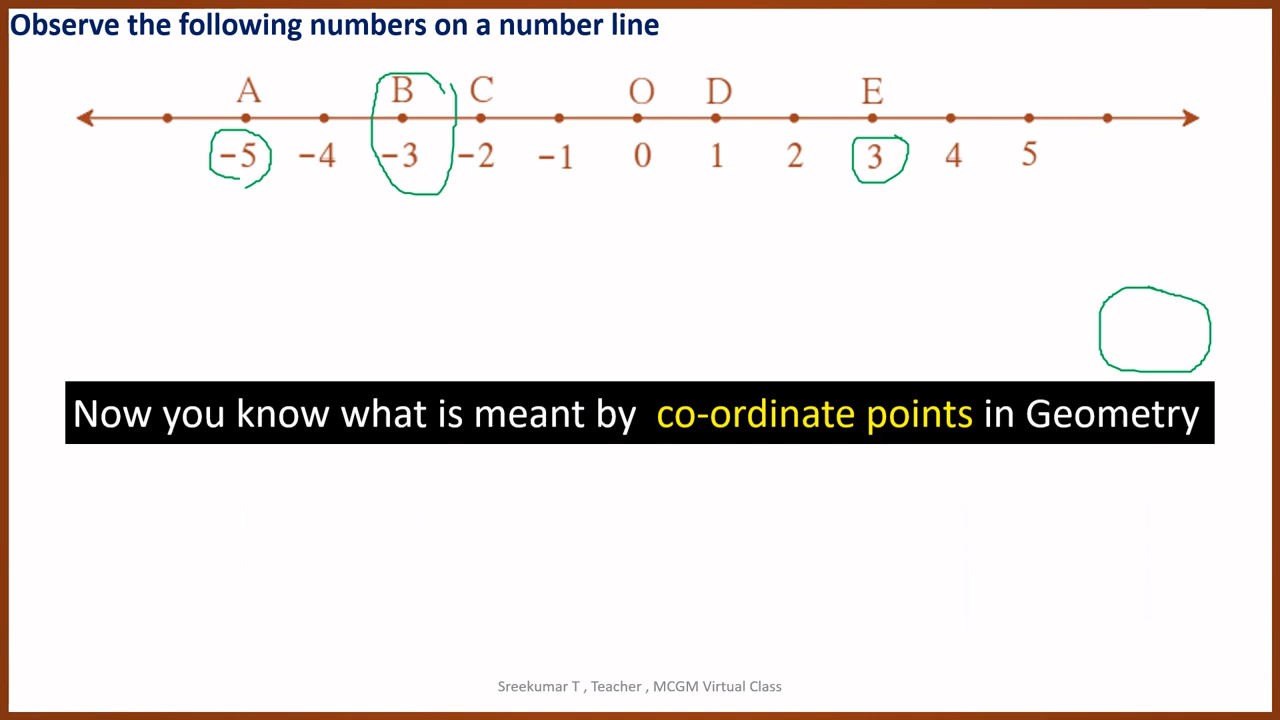 Observe the following numbers on a number line
A B C O D E
−5 −4 −3 −2 −1 0 1 2 3 4 5
Now you know what is meant by co-ordinate points in Geometry
Sreekumar T , Teacher , MCGM Virtual Class